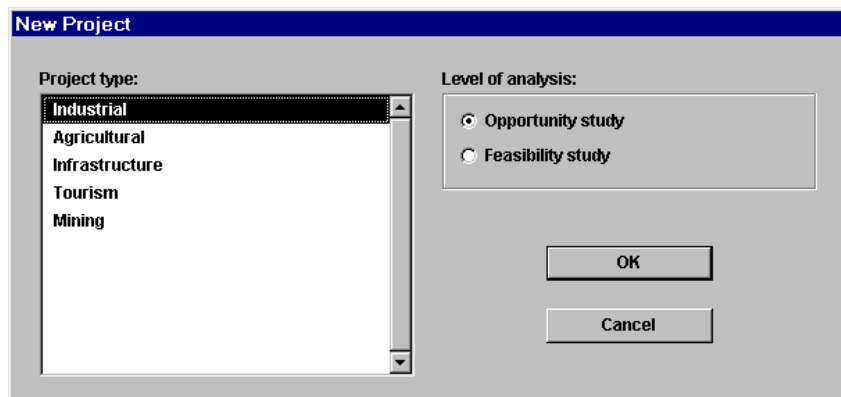 New Project
Project type:
Industrial
Agricultural
Infrastructure
Tourism
Mining
Level of analysis:
Opportunity study
Feasibility study
OK
Cancel